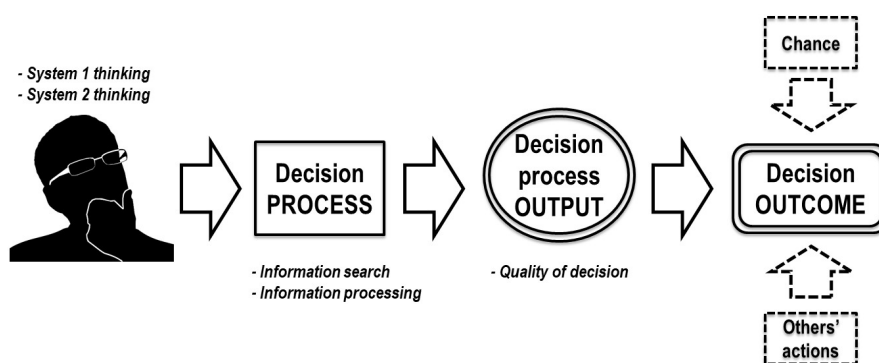 - System 1 thinking
- System 2 thinking
Decision
PROCESS
- Information search
- Information processing
Decision
process
OUTPUT
- Quality of decision
Chance
Decision
OUTCOME
Others'
actions